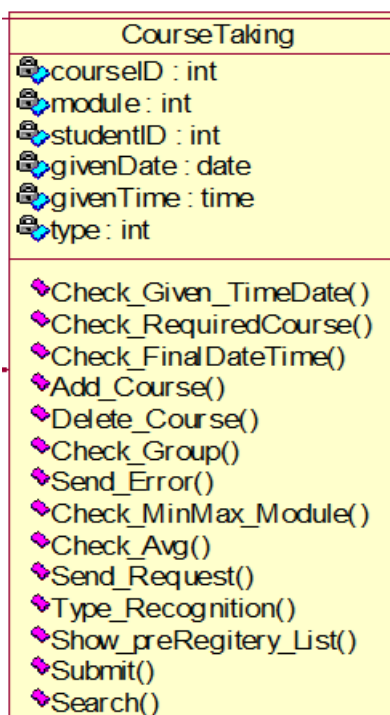 CourseTaking
courseID : int
module : int
studentID : int
givenDate : date
givenTime : time
type : int
Check_Given_TimeDate()
Check_RequiredCourse()
Check_FinalDateTime()
Add_Course()
Delete_Course()
Check_Group()
Send_Error()
Check_MinMax_Module()
Check_Avg()
Send_Request()
Type_Recognition()
Show_preRegitery_List()
Submit()
Search()